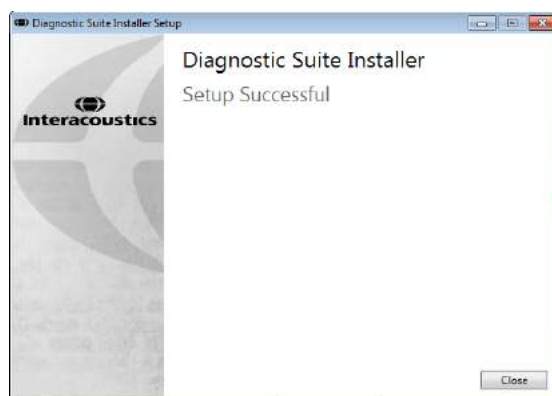 Diagnostic Suite Installer Setup
Diagnostic Suite Installer
Setup Successful
Interacoustics
Close